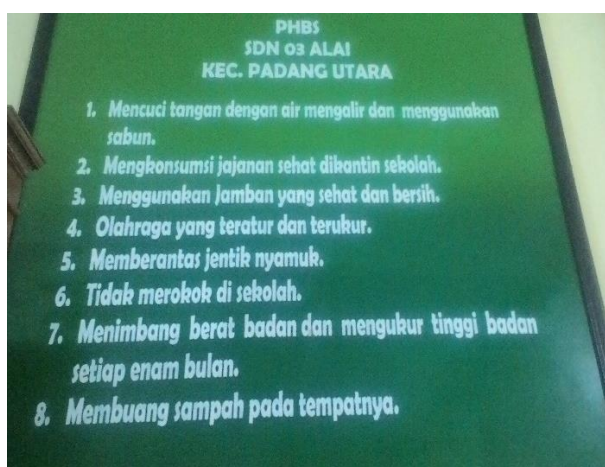 PHBS
SDN 03 ALAI
KEC. PADANG UTARA
1. Mencuci tangan dengan air mengalir dan menggunakan
sabun.
2. Mengkonsumsi jajanan sehat dikantin sekolah.
3. Menggunakan Jamban yang sehat dan bersih.
4. Olahraga yang teratur dan terukur.
5. Memberantas jentik nyamuk.
6. Tidak merokok di sekolah.
7. Menimbang berat badan dan mengukur tinggi badan
setiap enam bulan.
8. Membuang sampah pada tempatnya.